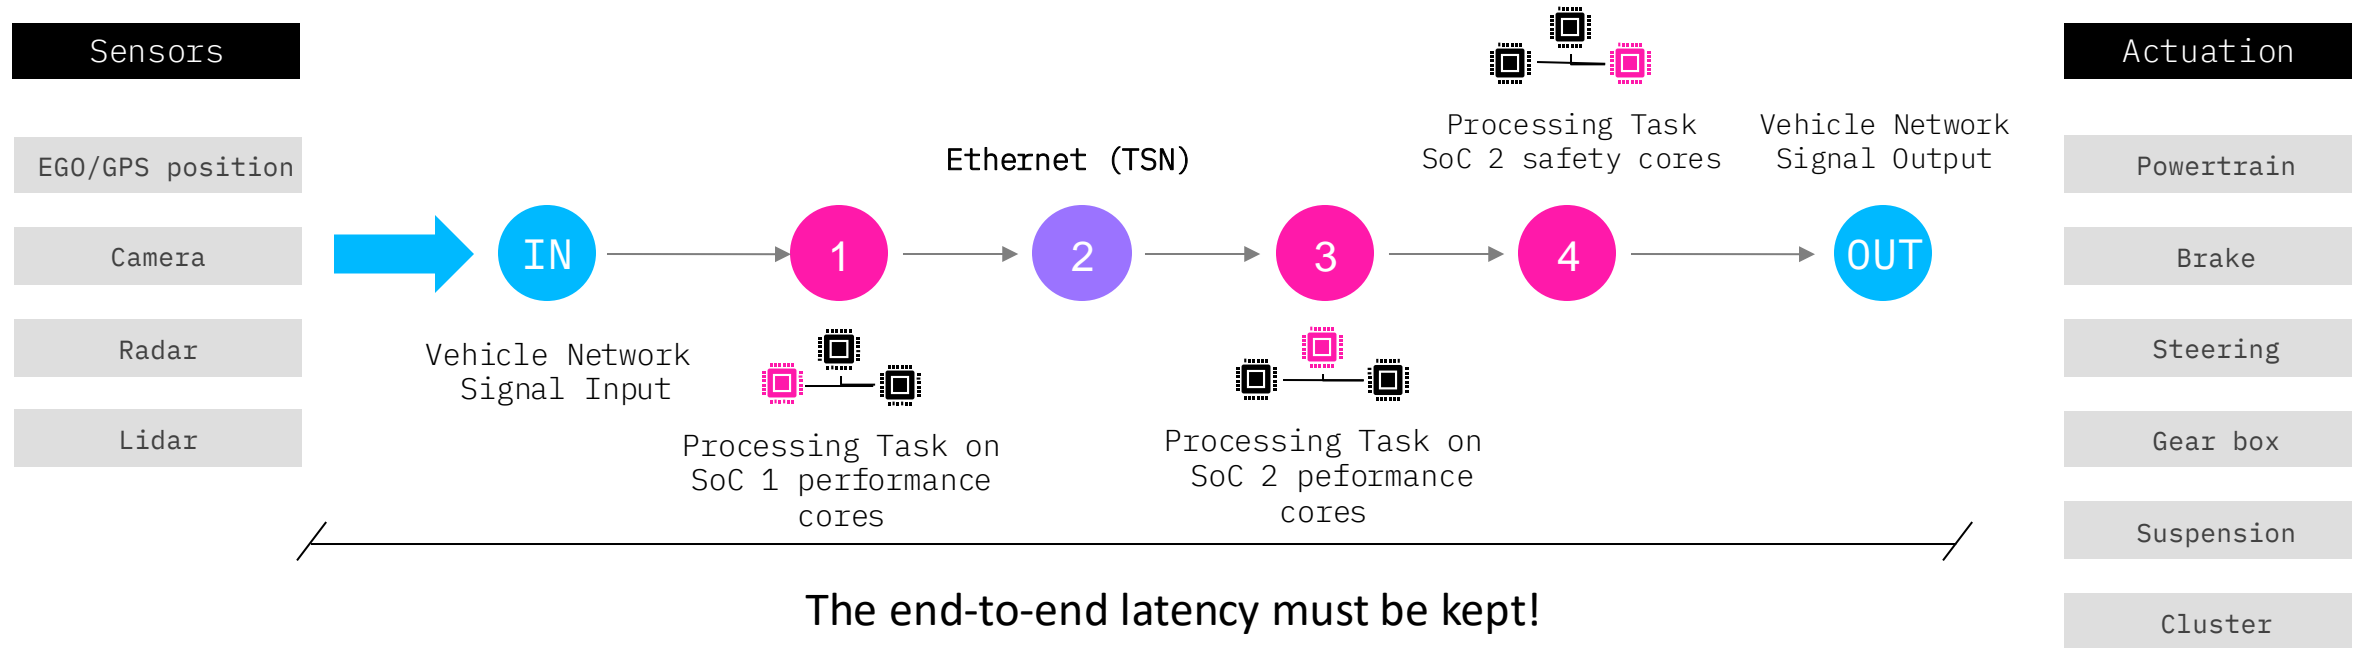 Sensors
EGO/GPS position
Camera
Radar
Lidar
IN
Vehicle Network
Signal Input
1
Processing Task on
SoC 1 performance
cores
Ethernet (TSN)
2
3
Processing Task on
SoC 2 peformance
cores
Processing Task
SoC 2 safety cores
4
Vehicle Network
Signal Output
OUT
Actuation
Powertrain
Brake
Steering
Gear box
Suspension
Cluster
The end-to-end latency must be kept!